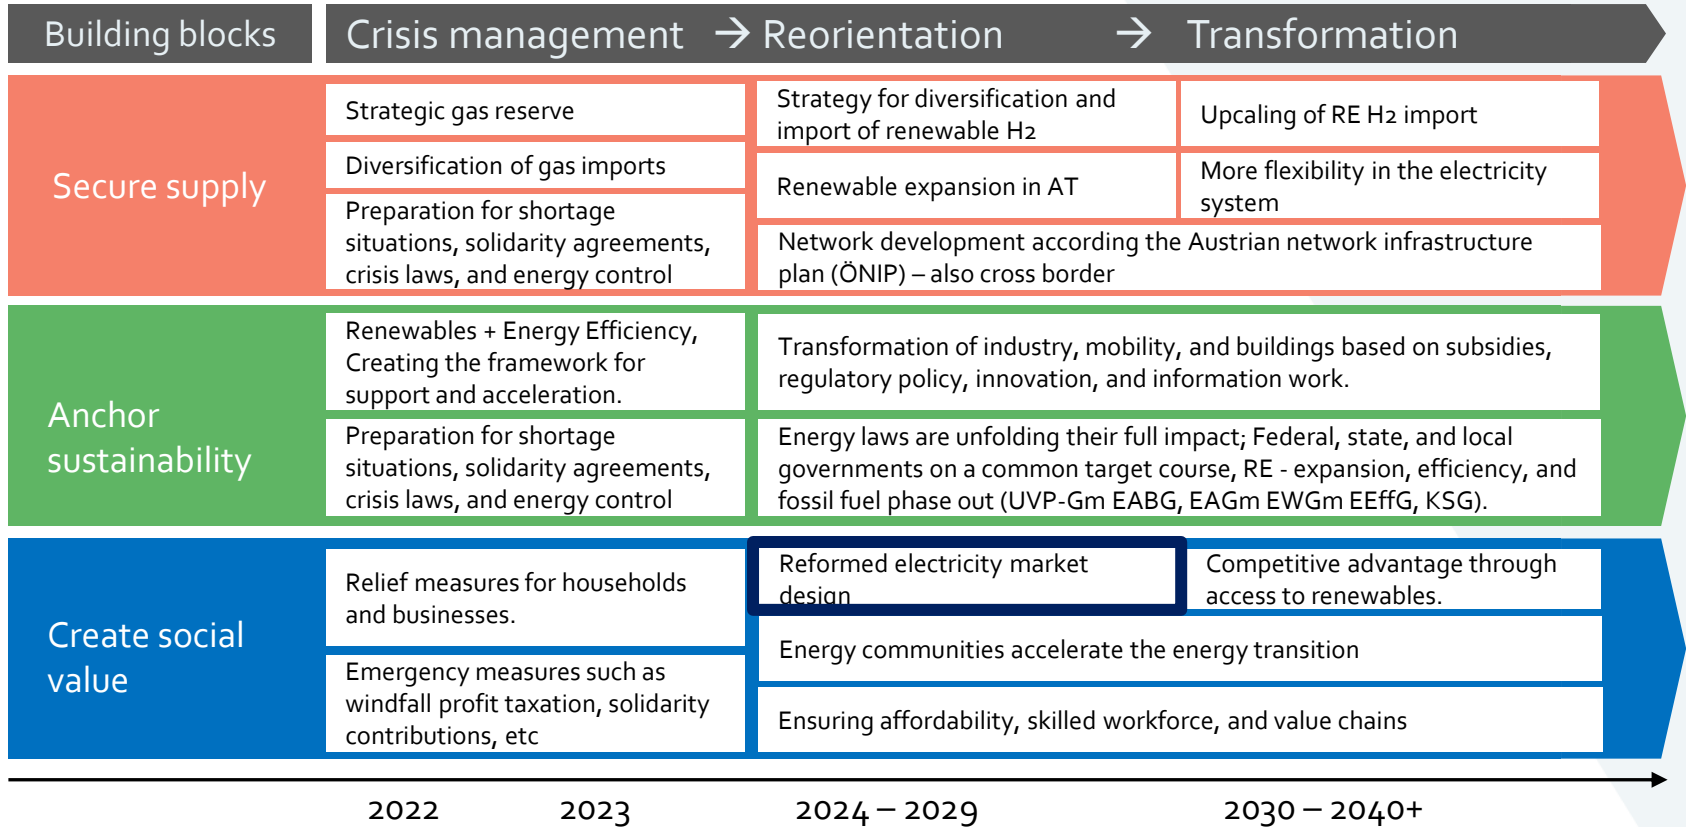 Building blocks
Crisis management → Reorientation → Transformation
Secure supply
Strategic gas reserve
Diversification of gas imports
Preparation for shortage
situations, solidarity agreements,
crisis laws, and energy control
Strategy for diversification and
import of renewable H2
Upcaling of RE H2 import
Renewable expansion in AT
More flexibility in the electricity
system
Network development according the Austrian network infrastructure
plan (ÖNIP) – also cross border
Anchor
sustainability
Renewables + Energy Efficiency,
Creating the framework for
support and acceleration.
Preparation for shortage
situations, solidarity agreements,
crisis laws, and energy control
Transformation of industry, mobility, and buildings based on subsidies,
regulatory policy, innovation, and information work.
Energy laws are unfolding their full impact; Federal, state, and local
governments on a common target course, RE - expansion, efficiency, and
fossil fuel phase out (UVP-Gm EABG, EAGm EWGm EEffG, KSG).
Create social
value
Relief measures for households
and businesses.
Emergency measures such as
windfall profit taxation, solidarity
contributions, etc
Reformed electricity market
design
Competitive advantage through
access to renewables.
Energy communities accelerate the energy transition
Ensuring affordability, skilled workforce, and value chains
2022 2023 2024 – 2029 2030 – 2040+